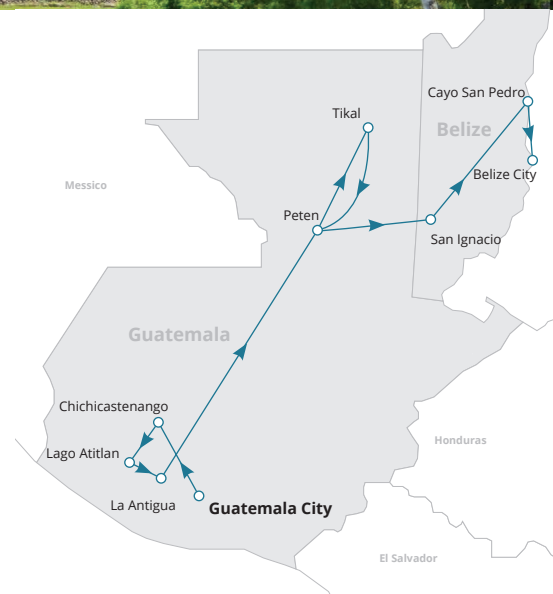 Cayo San Pedro
Tikal
Belize
Belize City
Messico
Peten
San Ignacio
Guatemala
Chichicastenango
Honduras
Lago Atitlan
La Antigua
Guatemala City
El Salvador